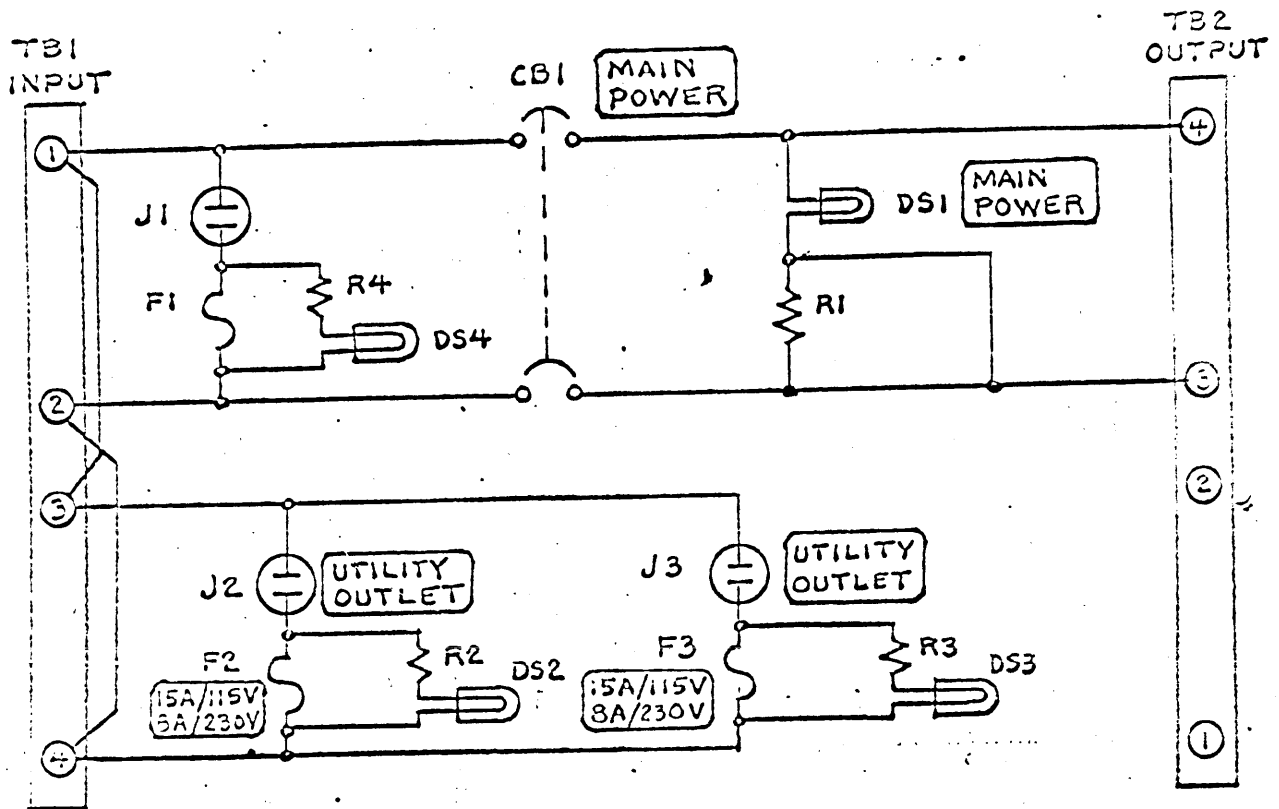 TB1
INPUT
TB2
OUTPUT
CB1
MAIN
POWER
1
4
J1
DS1
MAIN
POWER
F1
R4
DS4
R1
2
3
3
2
J2
UTILITY
OUTLET
J3
UTILITY
OUTLET
F2
15A/115V
8A/230V
R2
DS2
F3
15A/115V
8A/230V
R3
DS3
4
1